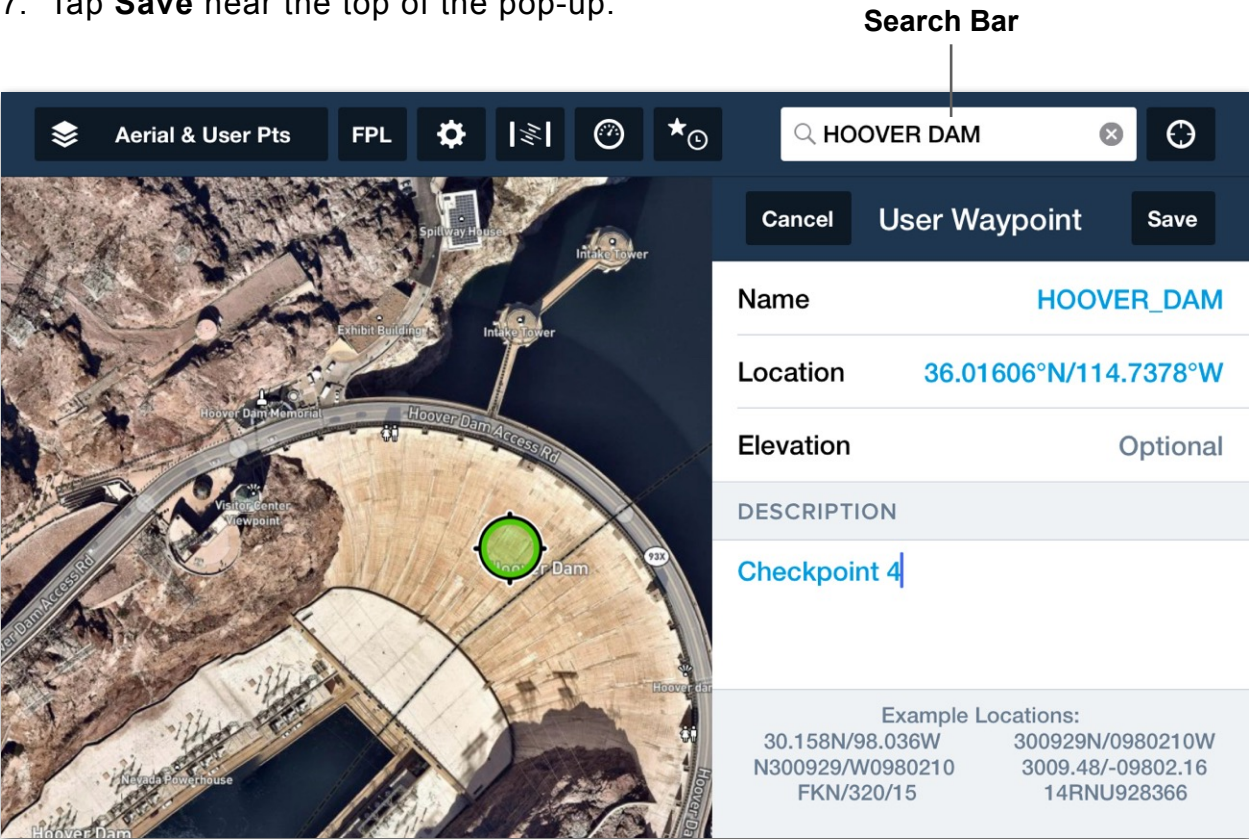 7. Tap Save near the top of the pop-up.
Search Bar
Aerial & User Pts FPL HOOVER DAM
Cancel User Waypoint Save
Name HOOVER_DAM
Location 36.01606°N/114.7378°W
Elevation Optional
DESCRIPTION
Checkpoint 4
Example Locations:
30.158N/98.036W 300929N/0980210W
N300929/W0980210 3009.48/-09802.16
FKN/320/15 14RNU928366
Spillway House
Intake Tower
Exhibit Building
Intake Tower
Hoover Dam Memorial
Hoover Dam Access Rd
Visitor Center
Viewpoint
93X
Hoover Dam
er Dam Access Rd
Hoover dam
Nevada Powerhouse
Hoover Da
Hoover Dam